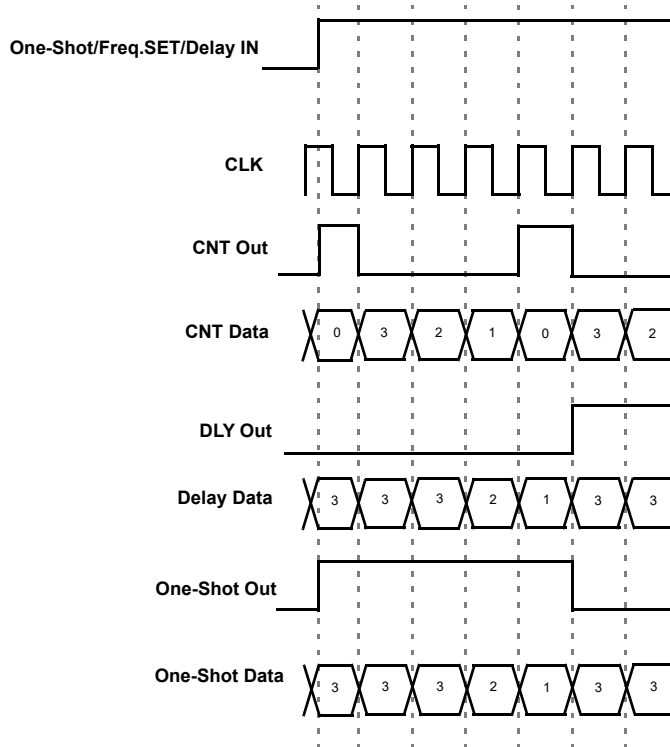 One-Shot/Freq.SET/Delay IN
CLK
CNT Out
CNT Data 0 3 2 1 0 3 2
DLY Out
Delay Data 3 3 3 2 1 3 3
One-Shot Out
One-Shot Data 3 3 3 2 1 3 3